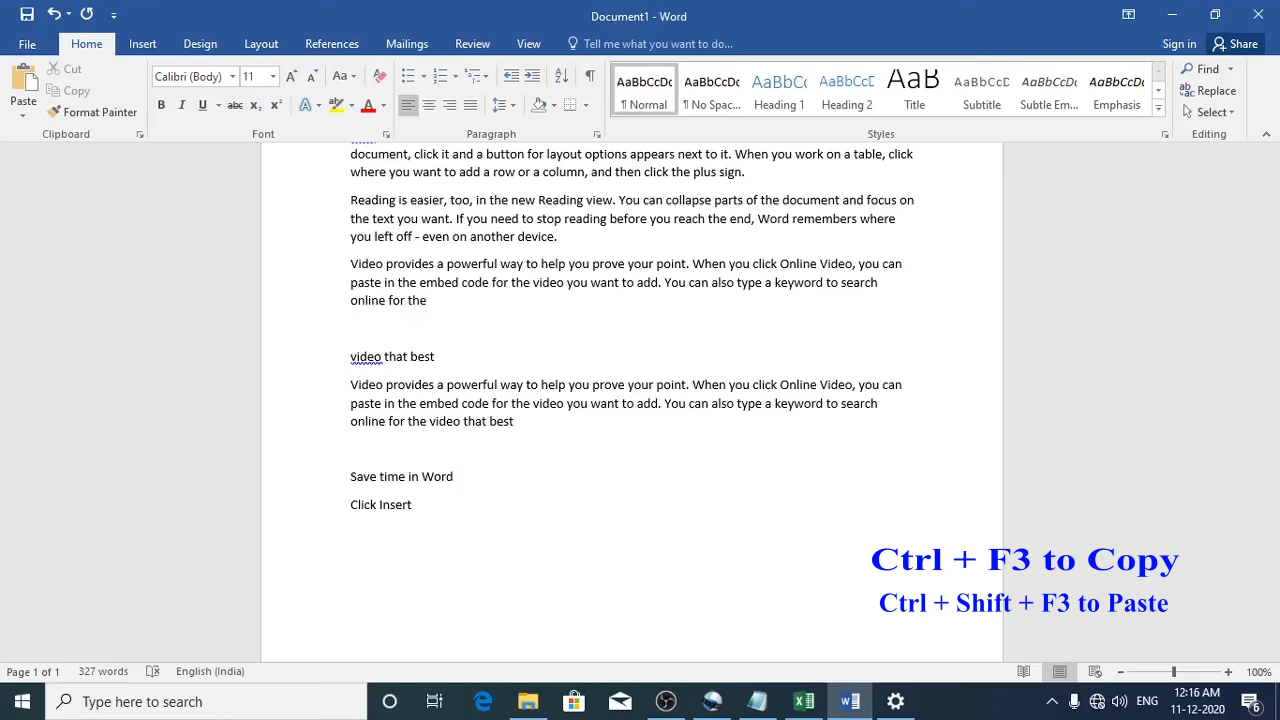 Document1 - Word
File Home Insert Design Layout References Mailings Review View Tell me what you want to do... Sign in Share
Paste
Cut
Copy
Format Painter
Clipboard
Calibri (Body) 11
Font
Paragraph
AaBbCcDc AaBbCcDc AaBbCc AaBbCcD AaB AaBbCcD AaBbCcDc AaBbCcDc
¶ Normal ¶ No Spac... Heading 1 Heading 2 Title Subtitle Subtle Em... Emphasis
Styles
Find
Replace
Select
Editing
document, click it and a button for layout options appears next to it. When you work on a table, click
where you want to add a row or a column, and then click the plus sign.
Reading is easier, too, in the new Reading view. You can collapse parts of the document and focus on
the text you want. If you need to stop reading before you reach the end, Word remembers where
you left off - even on another device.
Video provides a powerful way to help you prove your point. When you click Online Video, you can
paste in the embed code for the video you want to add. You can also type a keyword to search
online for the
video that best
Video provides a powerful way to help you prove your point. When you click Online Video, you can
paste in the embed code for the video you want to add. You can also type a keyword to search
online for the video that best
Save time in Word
Click Insert
Ctrl + F3 to Copy
Ctrl + Shift + F3 to Paste
Page 1 of 1 327 words English (India) 100%
Type here to search
ENG
12:16 AM
11-12-2020
6